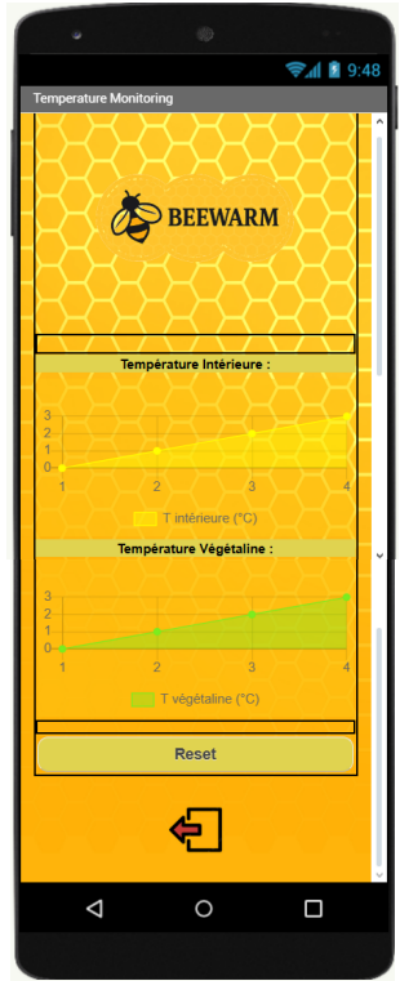 9:48
Temperature Monitoring
BEEWARM
Température Intérieure :
3
2
1
0
1 2 3 4
T intérieure (°C)
Température Végétaline :
3
2
1
0
1 2 3 4
T végétaline (°C)
Reset